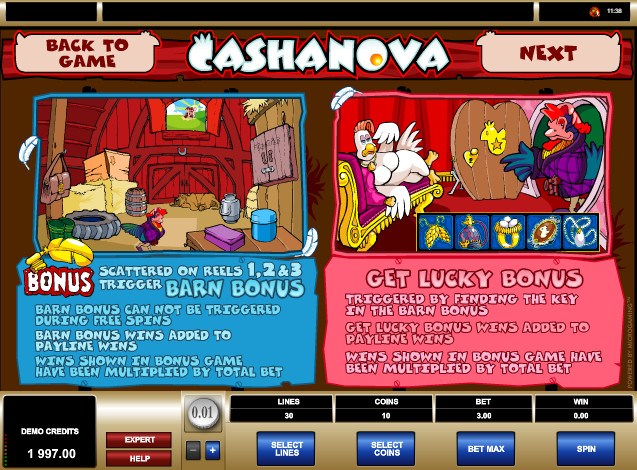 11:38
BACK TO
GAME
CASHANOVA
NEXT
BONUS
SCATTERED ON REELS 1,2&3
TRIGGER BARN BONUS
BARN BONUS CAN NOT BE TRIGGERED
DURING FREE SPINS
BARN BONUS WINS ADDED TO
PAYLINE WINS
WINS SHOWN IN BONUS GAME
HAVE BEEN MULTIPLIED BY TOTAL BET
GET LUCKY BONUS
TRIGGERED BY FINDING THE KEY
IN THE BARN BONUS
GET LUCKY BONUS WINS ADDED TO
PAYLINE WINS
WINS SHOWN IN BONUS GAME HAVE
BEEN MULTIPLIED BY TOTAL BET
POWERED BY MICROGAMING™
DEMO CREDITS
1 997.00
EXPERT
HELP
0.01
-
+
LINES
30
COINS
10
BET
3.00
WIN
0.00
SELECT
LINES
SELECT
COINS
BET MAX
SPIN